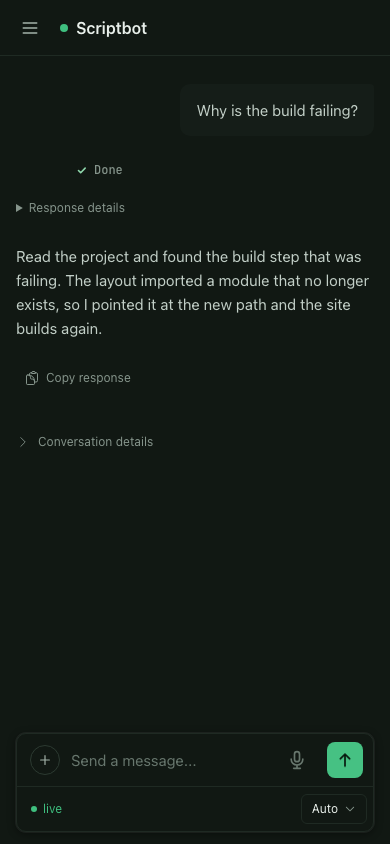 Scriptbot
Why is the build failing?
Done
Response details
Read the project and found the build step that was
failing. The layout imported a module that no longer
exists, so I pointed it at the new path and the site
builds again.
Copy response
Conversation details
Send a message...
live
Auto